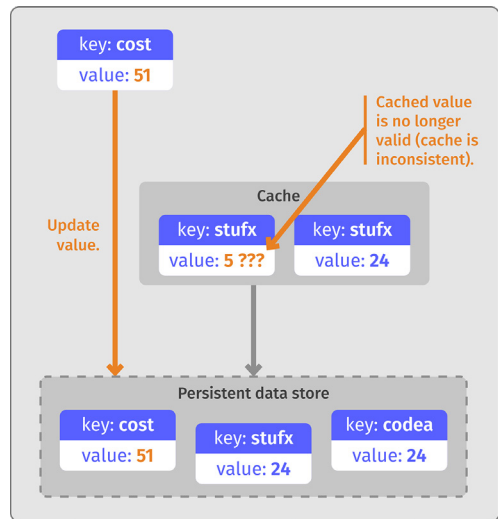 key: cost
value: 51
Cached value
is no longer
valid (cache is
inconsistent).
Cache
Update
value.
key: stufx
value: 5 ???
key: stufx
value: 24
Persistent data store
key: cost
value: 51
key: stufx
value: 24
key: codea
value: 24